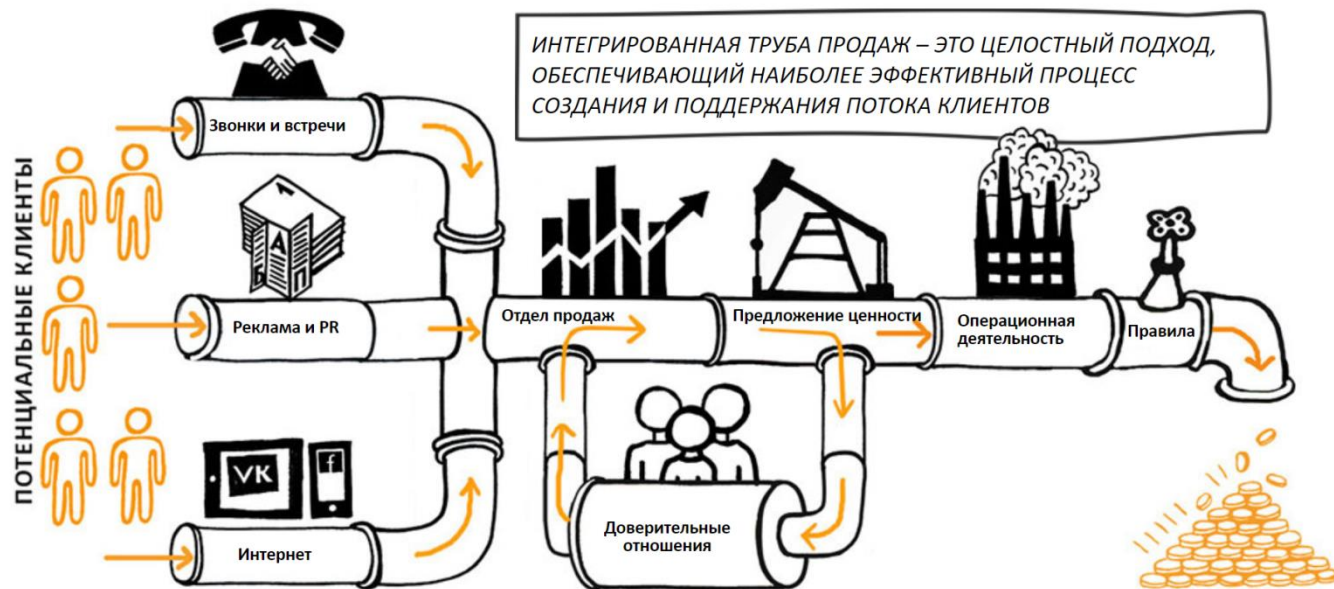 ИНТЕГРИРОВАННАЯ ТРУБА ПРОДАЖ – ЭТО ЦЕЛОСТНЫЙ ПОДХОД,
ОБЕСПЕЧИВАЮЩИЙ НАИБОЛЕЕ ЭФФЕКТИВНЫЙ ПРОЦЕСС
СОЗДАНИЯ И ПОДДЕРЖАНИЯ ПОТОКА КЛИЕНТОВ
ПОТЕНЦИАЛЬНЫЕ КЛИЕНТЫ
Звонки и встречи
1
А
Б
П
Реклама и PR
Отдел продаж
Предложение ценности
Операционная
деятельность
Правила
VK
f
Интернет
Доверительные
отношения